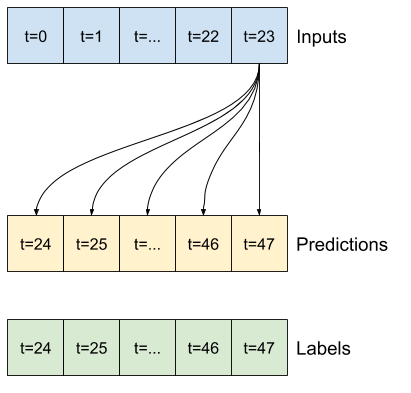 t=0 t=1 t=... t=22 t=23 Inputs
t=24 t=25 t=... t=46 t=47 Predictions
t=24 t=25 t=... t=46 t=47 Labels